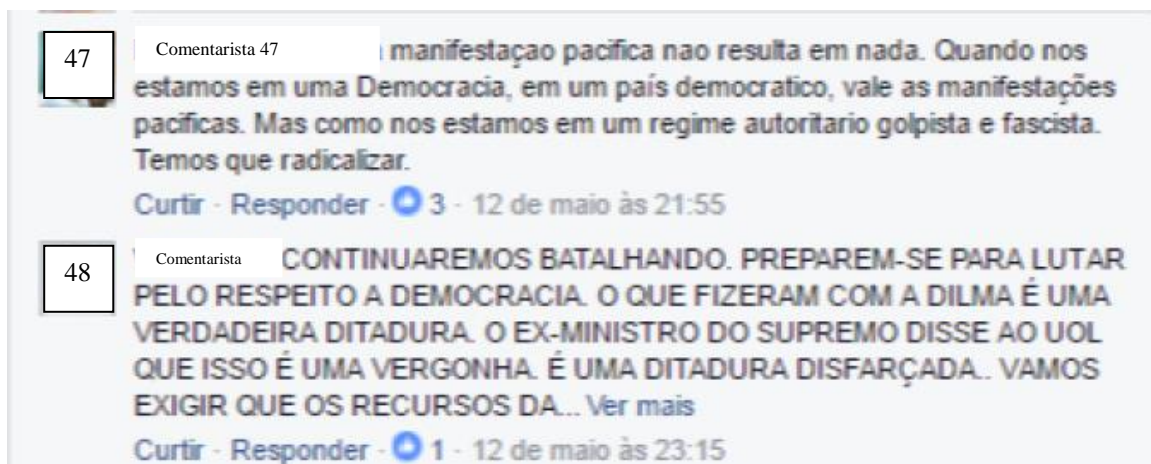 47 Comentarista 47 manifestaçao pacifica nao resulta em nada. Quando nos
estamos em uma Democracia, em um país democratico, vale as manifestações
pacificas. Mas como nos estamos em um regime autoritario golpista e fascista.
Temos que radicalizar.
Curtir · Responder · 3 · 12 de maio às 21:55
48 Comentarista CONTINUAREMOS BATALHANDO. PREPAREM-SE PARA LUTAR
PELO RESPEITO A DEMOCRACIA. O QUE FIZERAM COM A DILMA É UMA
VERDADEIRA DITADURA. O EX-MINISTRO DO SUPREMO DISSE AO UOL
QUE ISSO É UMA VERGONHA. É UMA DITADURA DISFARÇADA.. VAMOS
EXIGIR QUE OS RECURSOS DA... Ver mais
Curtir · Responder · 1 · 12 de maio às 23:15